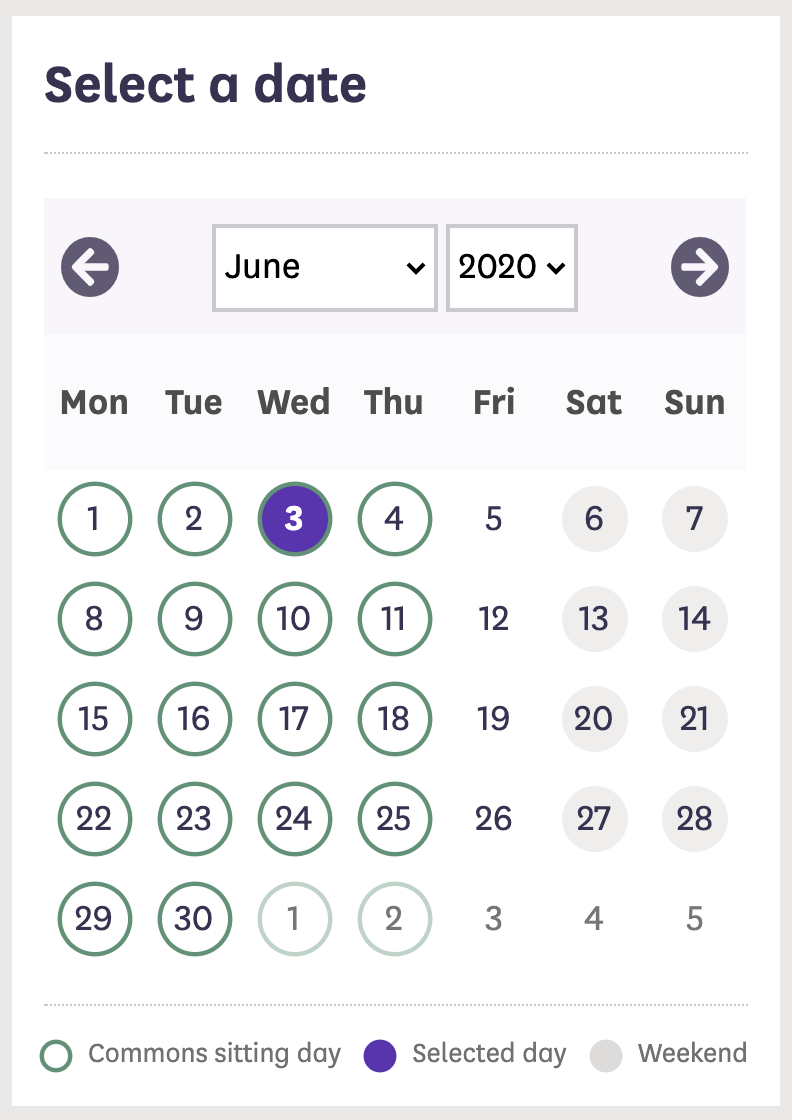 Select a date
June 2020
Mon Tue Wed Thu Fri Sat Sun
1 2 3 4 5 6 7
8 9 10 11 12 13 14
15 16 17 18 19 20 21
22 23 24 25 26 27 28
29 30 1 2 3 4 5
Commons sitting day Selected day Weekend